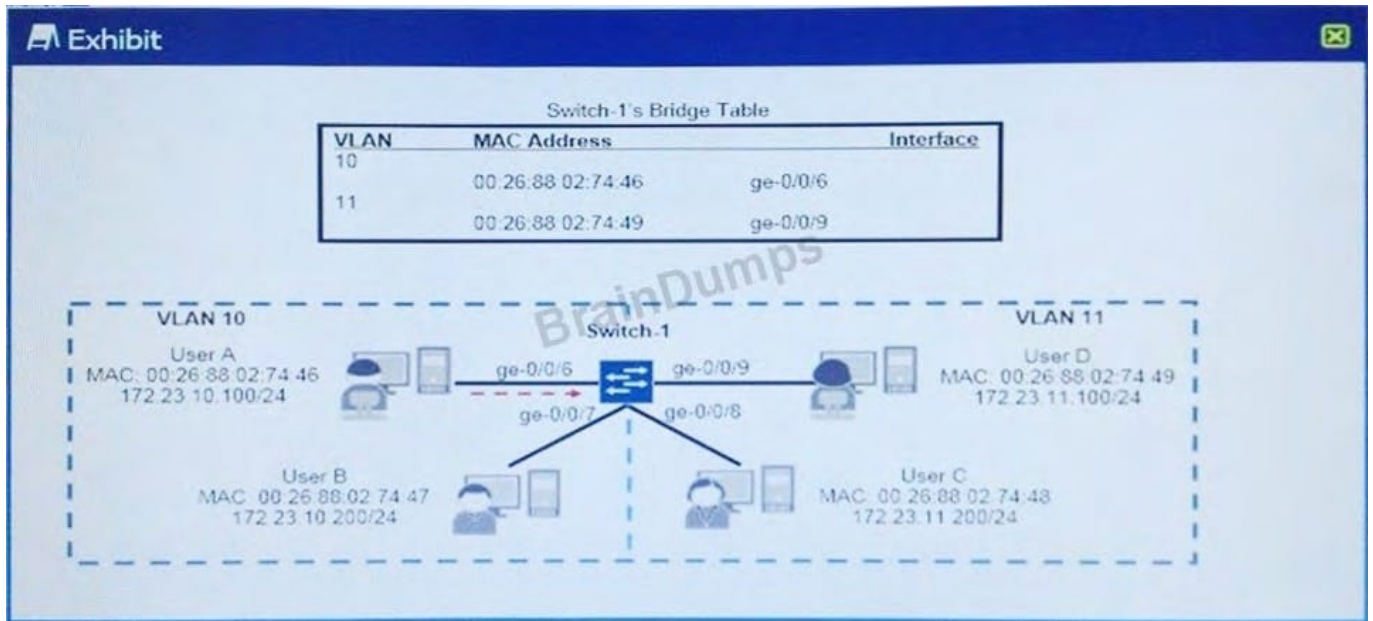 Exhibit
Switch-1's Bridge Table
VLAN MAC Address Interface
10
00:26:88:02:74:46 ge-0/0/6
11
00:26:88:02:74:49 ge-0/0/9
BrainDumps
VLAN 10 Switch-1 VLAN 11
User A
MAC: 00:26:88:02:74:46
172.23.10.100/24
ge-0/0/6 ge-0/0/9
User D
MAC: 00:26:88:02:74:49
172.23.11.100/24
ge-0/0/7 ge-0/0/8
User B
MAC: 00:26:88:02:74:47
172.23.10.200/24
User C
MAC: 00:26:88:02:74:48
172.23.11.200/24